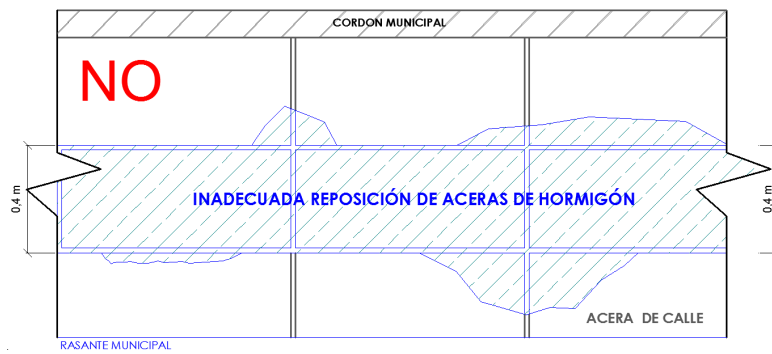 CORDON MUNICIPAL
NO
0,4 m
INADECUADA REPOSICIÓN DE ACERAS DE HORMIGÓN
0,4 m
ACERA DE CALLE
RASANTE MUNICIPAL